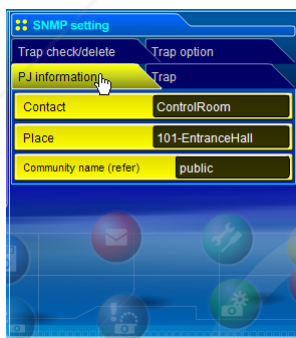 SNMP setting
Trap check/delete Trap option
PJ information Trap
Contact ControlRoom
Place 101-EntranceHall
Community name (refer) public